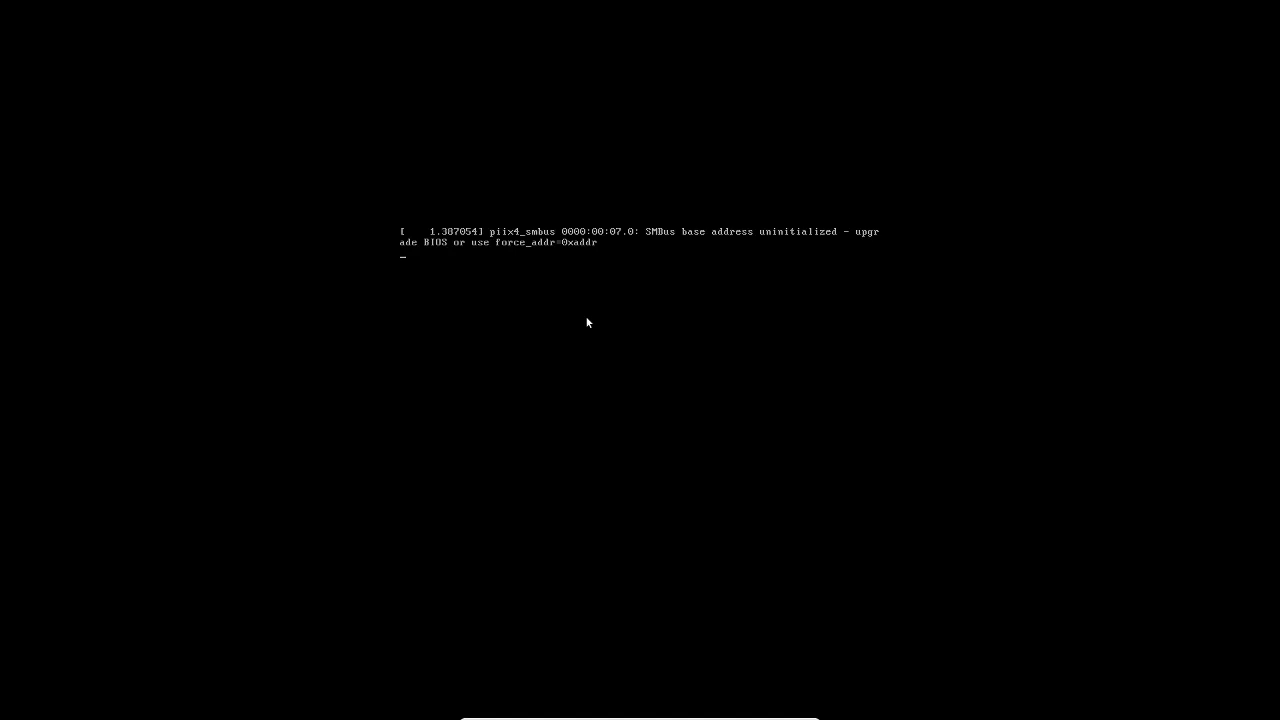 [    1.387054] piix4_smbus 0000:00:07.0: SMBus base address uninitialized - upgr
ade BIOS or use force_addr=0xaddr
_